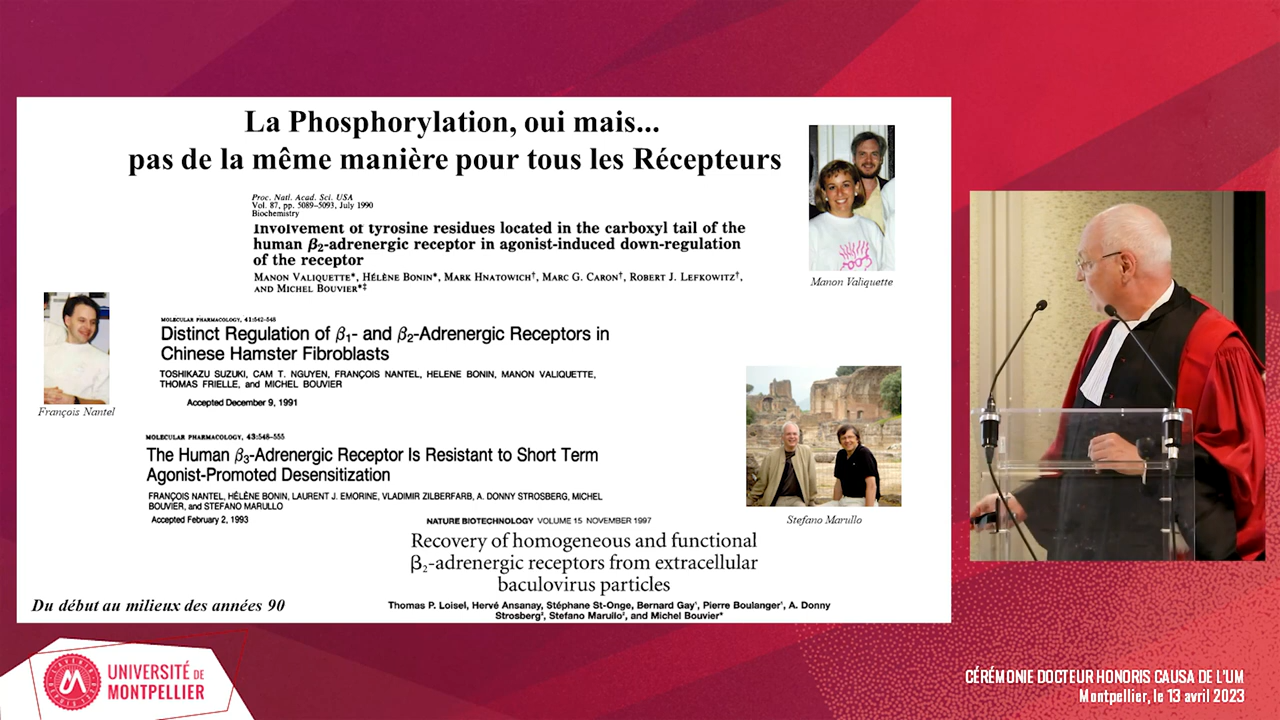 La Phosphorylation, oui mais...
pas de la même manière pour tous les Récepteurs
Proc. Natl. Acad. Sci. USA
Vol. 87, pp. 5089-5093, July 1990
Biochemistry
Involvement of tyrosine residues located in the carboxyl tail of the
human β2-adrenergic receptor in agonist-induced down-regulation
of the receptor
MANON VALIQUETTE*, HÉLÈNE BONIN*, MARK HNATOWICH†, MARC G. CARON†, ROBERT J. LEFKOWITZ†,
AND MICHEL BOUVIER*‡
Manon Valiquette
MOLECULAR PHARMACOLOGY, 41:542-548
Distinct Regulation of β1- and β2-Adrenergic Receptors in
Chinese Hamster Fibroblasts
TOSHIKAZU SUZUKI, CAM T. NGUYEN, FRANÇOIS NANTEL, HELENE BONIN, MANON VALIQUETTE,
THOMAS FRIELLE, and MICHEL BOUVIER
Accepted December 9, 1991
François Nantel
MOLECULAR PHARMACOLOGY, 43:548-555
The Human β3-Adrenergic Receptor Is Resistant to Short Term
Agonist-Promoted Desensitization
FRANÇOIS NANTEL, HÉLÈNE BONIN, LAURENT J. EMORINE, VLADIMIR ZILBERFARB, A. DONNY STROSBERG, MICHEL
BOUVIER, and STEFANO MARULLO
Accepted February 2, 1993
Stefano Marullo
NATURE BIOTECHNOLOGY VOLUME 15 NOVEMBER 1997
Recovery of homogeneous and functional
β2-adrenergic receptors from extracellular
baculovirus particles
Thomas P. Loisel, Hervé Ansanay, Stéphane St-Onge, Bernard Gay¹, Pierre Boulanger¹, A. Donny
Strosberg², Stefano Marullo², and Michel Bouvier*
Du début au milieux des années 90
UNIVERSITÉ DE
MONTPELLIER
CÉRÉMONIE DOCTEUR HONORIS CAUSA DE L'UM
Montpellier, le 13 avril 2023